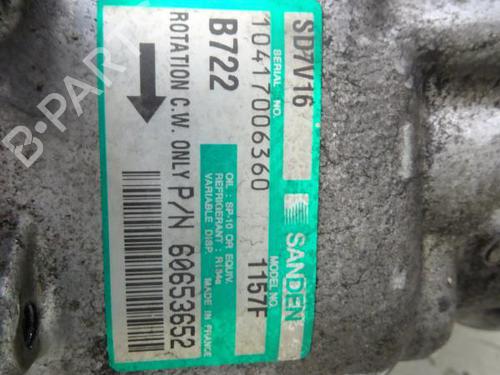 SD7V16
SANDEN
SERIAL NO.
10417006360
MODEL NO.
1157F
B722
OIL : SP-10 OR EQUIV.
REFRIGERANT : R134a
VARIABLE DISP.
ROTATION C.W. ONLY
MADE IN FRANCE
P/N 60653652
B-PARTS